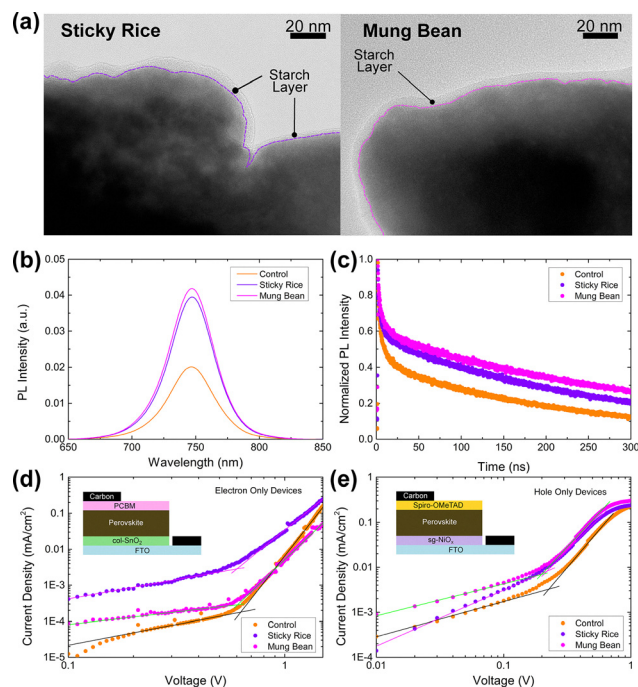 (a)
Sticky Rice
20 nm
Starch
Layer
Mung Bean
20 nm
Starch
Layer
(b)
0.05
0.04
0.03
0.02
0.01
0.00
PL Intensity (a.u.)
Control
Sticky Rice
Mung Bean
650
700
750
800
850
Wavelength (nm)
(c)
1.0
0.8
0.6
0.4
0.2
0.0
Normalized PL Intensity
Control
Sticky Rice
Mung Bean
0
50
100
150
200
250
300
Time (ns)
(d)
1
0.1
0.01
1E-3
1E-4
1E-5
Current Density (mA/cm²)
Carbon
PCBM
Perovskite
col-SnO₂
FTO
Electron Only Devices
Control
Sticky Rice
Mung Bean
0.1
1
Voltage (V)
(e)
1
0.1
0.01
1E-3
1E-4
Current Density (mA/cm²)
Carbon
Spiro-OMeTAD
Perovskite
sg-NiOₓ
FTO
Hole Only Devices
Control
Sticky Rice
Mung Bean
0.01
0.1
1
Voltage (V)